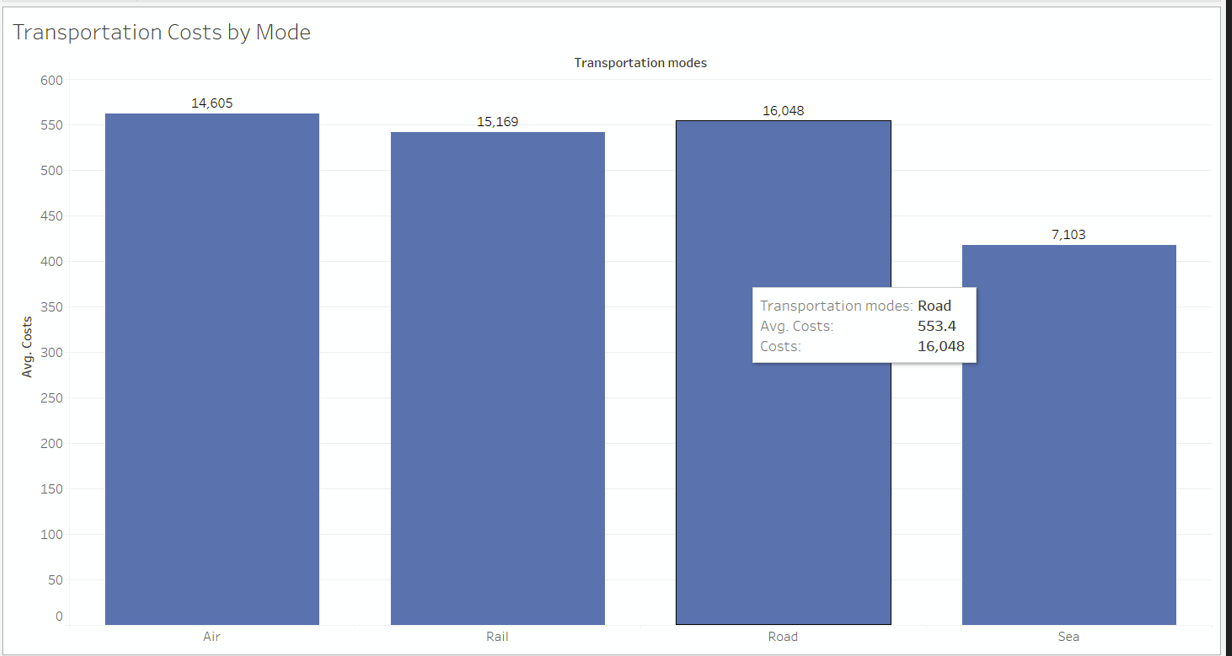 Transportation Costs by Mode
Transportation modes
600
14,605
16,048
550
15,169
500
450
7,103
400
350
Transportation modes: Road
Avg. Costs: 553.4
Costs: 16,048
Avg. Costs
300
250
200
150
100
50
0
Air
Rail
Road
Sea